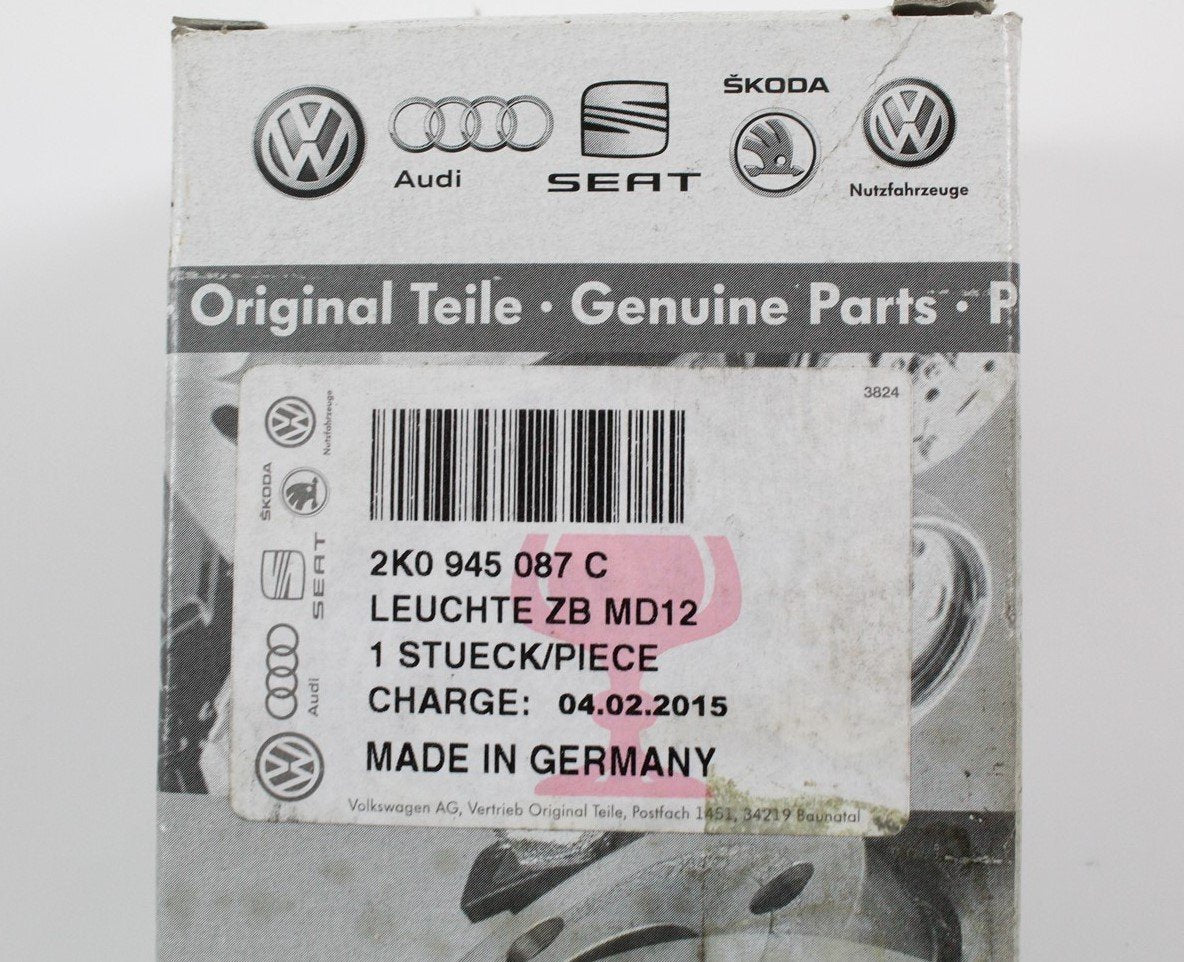 ŠKODA
Audi
SEAT
Nutzfahrzeuge
Original Teile · Genuine Parts · P
3824
Nutzfahrzeuge
ŠKODA
SEAT
Audi
2K0 945 087 C
LEUCHTE ZB MD12
1 STUECK/PIECE
CHARGE: 04.02.2015
MADE IN GERMANY
Volkswagen AG, Vertrieb Original Teile, Postfach 1451, 34219 Baunatal